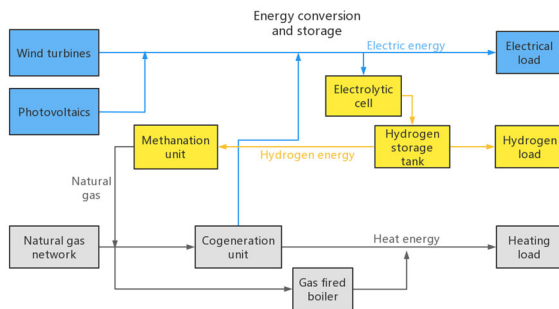 Energy conversion
and storage
Wind turbines
Electric energy
Electrical
load
Photovoltaics
Electrolytic
cell
Methanation
unit
Hydrogen energy
Hydrogen
storage
tank
Hydrogen
load
Natural
gas
Natural gas
network
Cogeneration
unit
Heat energy
Heating
load
Gas fired
boiler